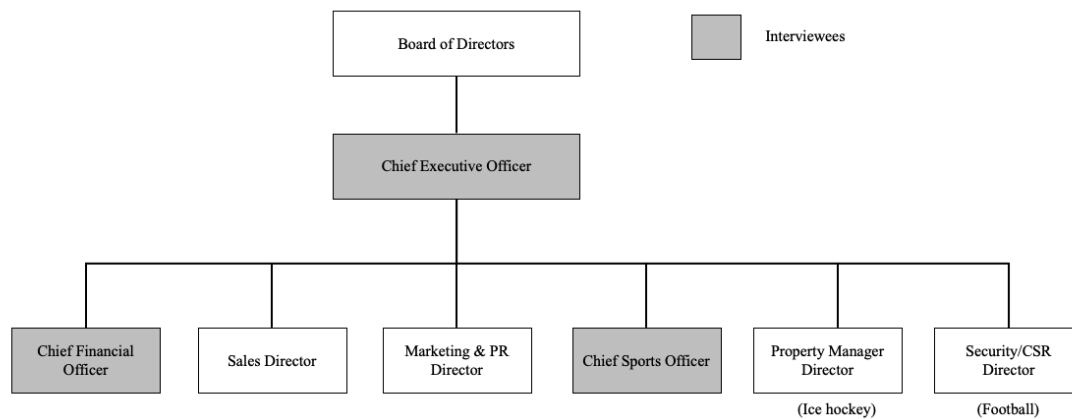 Board of Directors
Interviewees
Chief Executive Officer
Chief Financial
Officer
Sales Director
Marketing & PR
Director
Chief Sports Officer
Property Manager
Director
Security/CSR
Director
(Ice hockey)
(Football)